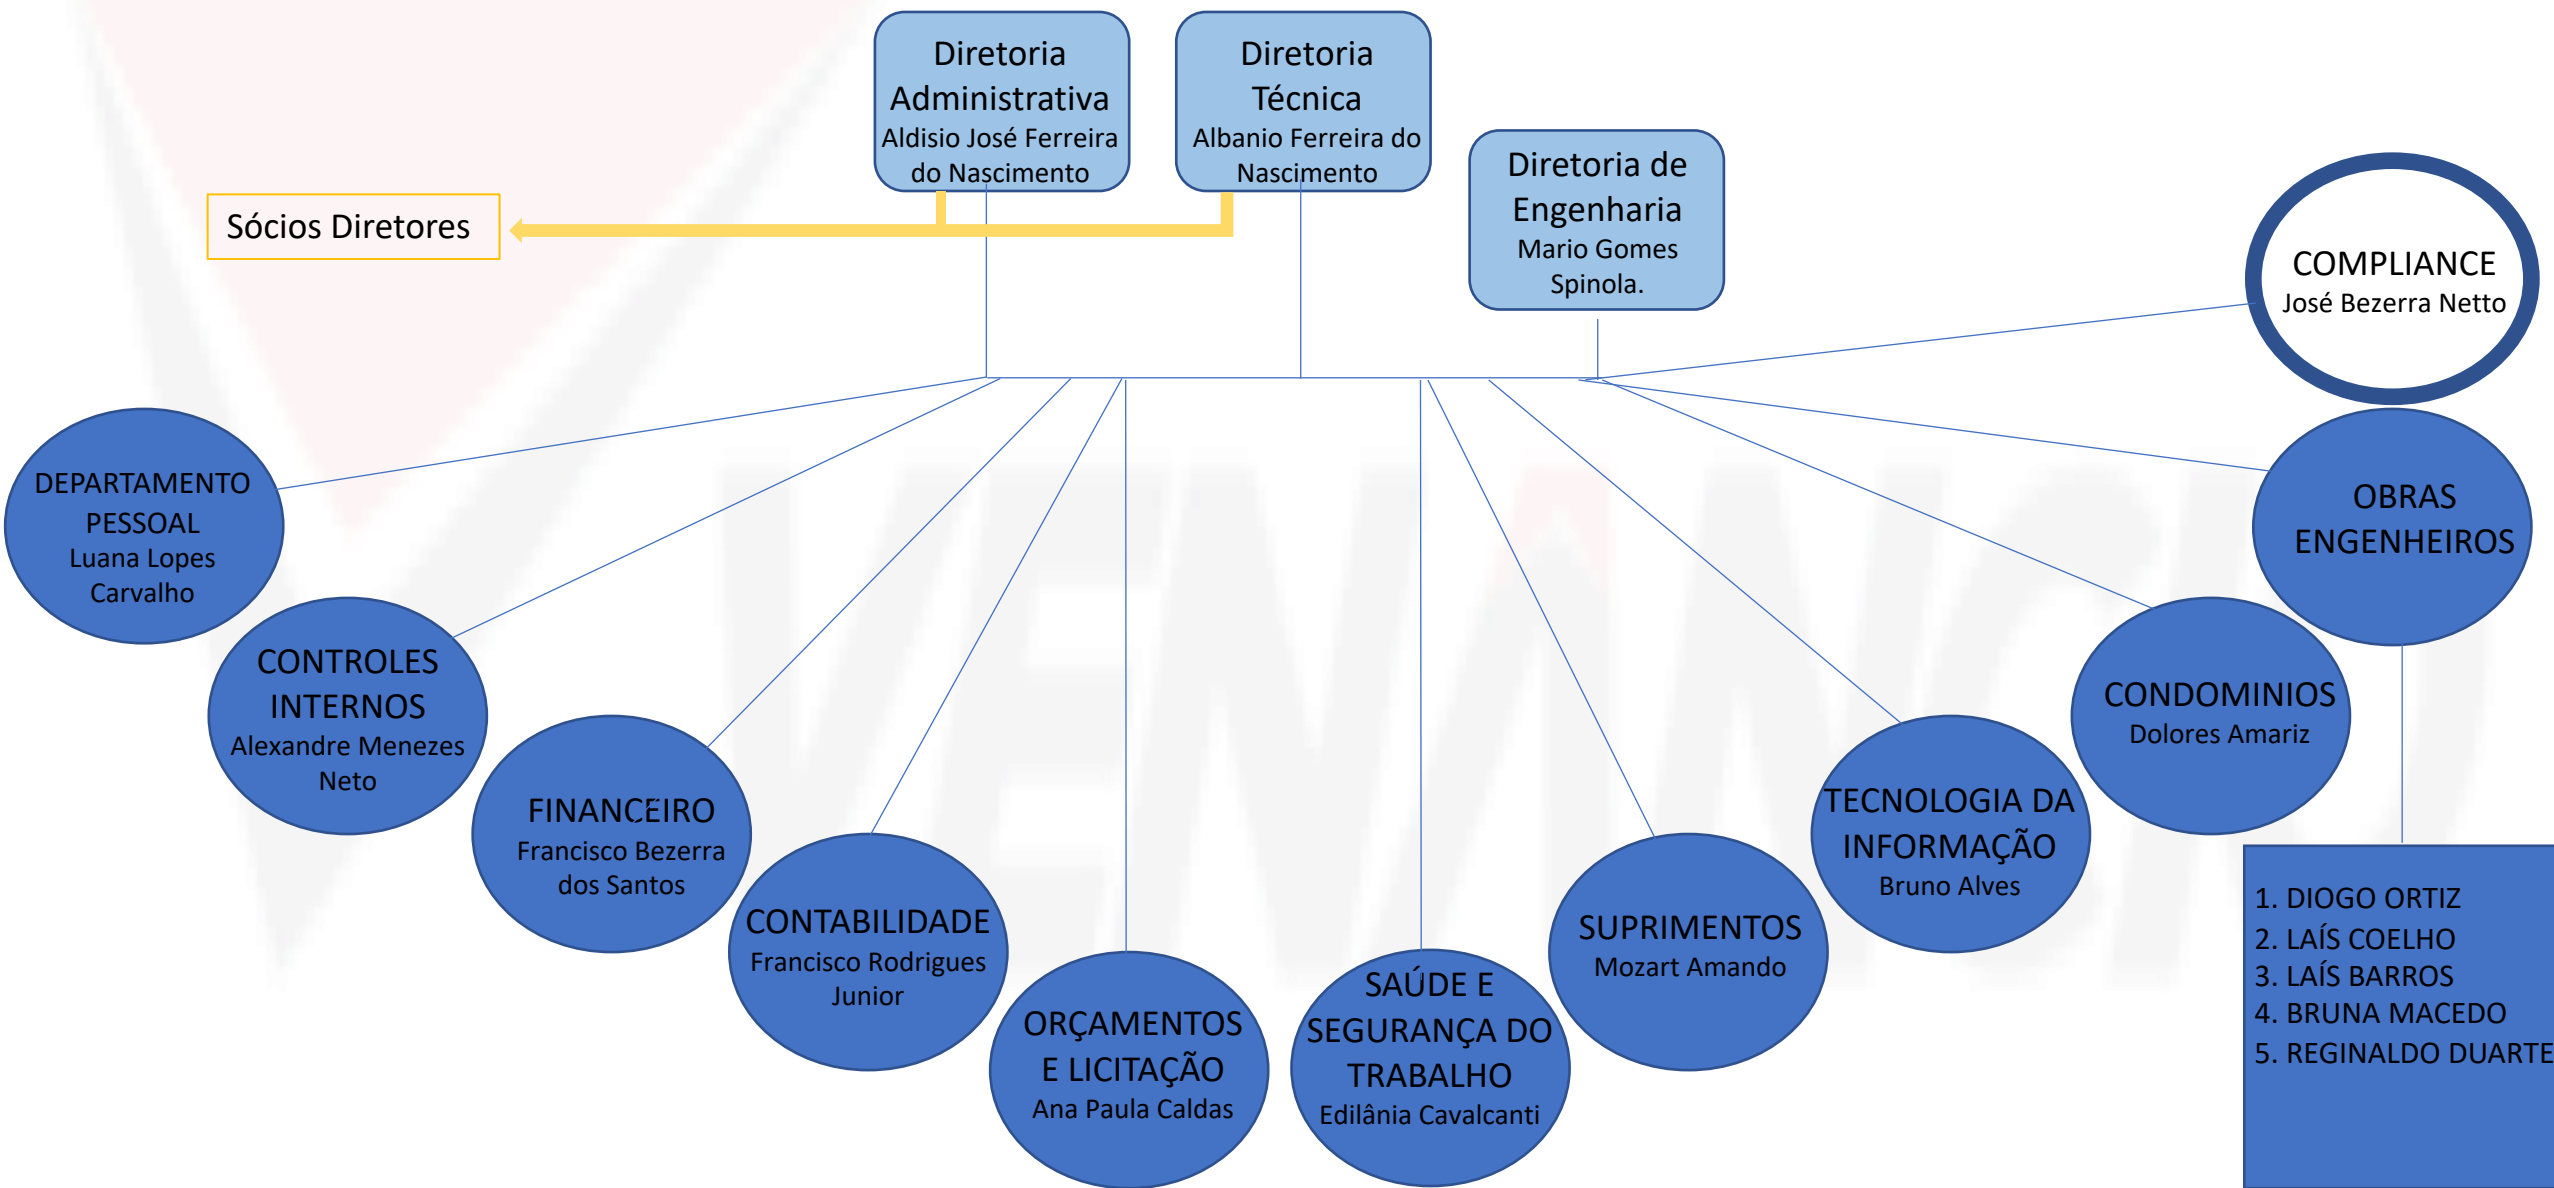 Diretoria
Administrativa
Aldisio José Ferreira
do Nascimento
Diretoria
Técnica
Albanio Ferreira do
Nascimento
Diretoria de
Engenharia
Mario Gomes
Spinola.
Sócios Diretores
COMPLIANCE
José Bezerra Netto
DEPARTAMENTO
PESSOAL
Luana Lopes
Carvalho
CONTROLES
INTERNOS
Alexandre Menezes
Neto
FINANCEIRO
Francisco Bezerra
dos Santos
CONTABILIDADE
Francisco Rodrigues
Junior
ORÇAMENTOS
E LICITAÇÃO
Ana Paula Caldas
SAÚDE E
SEGURANÇA DO
TRABALHO
Edilânia Cavalcanti
SUPRIMENTOS
Mozart Amando
TECNOLOGIA DA
INFORMAÇÃO
Bruno Alves
CONDOMINIOS
Dolores Amariz
OBRAS
ENGENHEIROS
1. DIOGO ORTIZ
2. LAÍS COELHO
3. LAÍS BARROS
4. BRUNA MACEDO
5. REGINALDO DUARTE